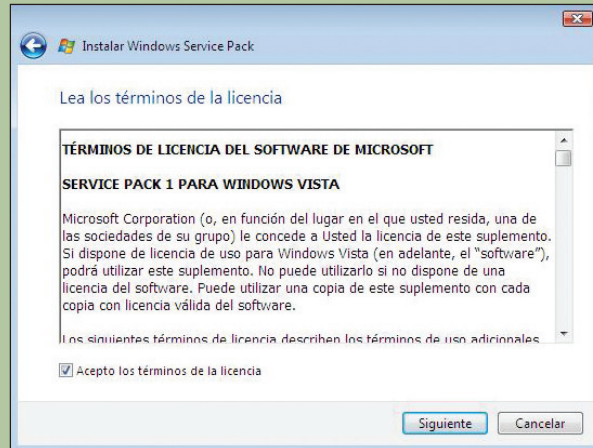 Instalar Windows Service Pack
Lea los términos de la licencia
TÉRMINOS DE LICENCIA DEL SOFTWARE DE MICROSOFT
SERVICE PACK 1 PARA WINDOWS VISTA
Microsoft Corporation (o, en función del lugar en el que usted resida, una de
las sociedades de su grupo) le concede a Usted la licencia de este suplemento.
Si dispone de licencia de uso para Windows Vista (en adelante, el “software”),
podrá utilizar este suplemento. No puede utilizarlo si no dispone de una
licencia del software. Puede utilizar una copia de este suplemento con cada
copia con licencia válida del software.
Los siguientes términos de licencia describen los términos de uso adicionales
Acepto los términos de la licencia
Siguiente
Cancelar